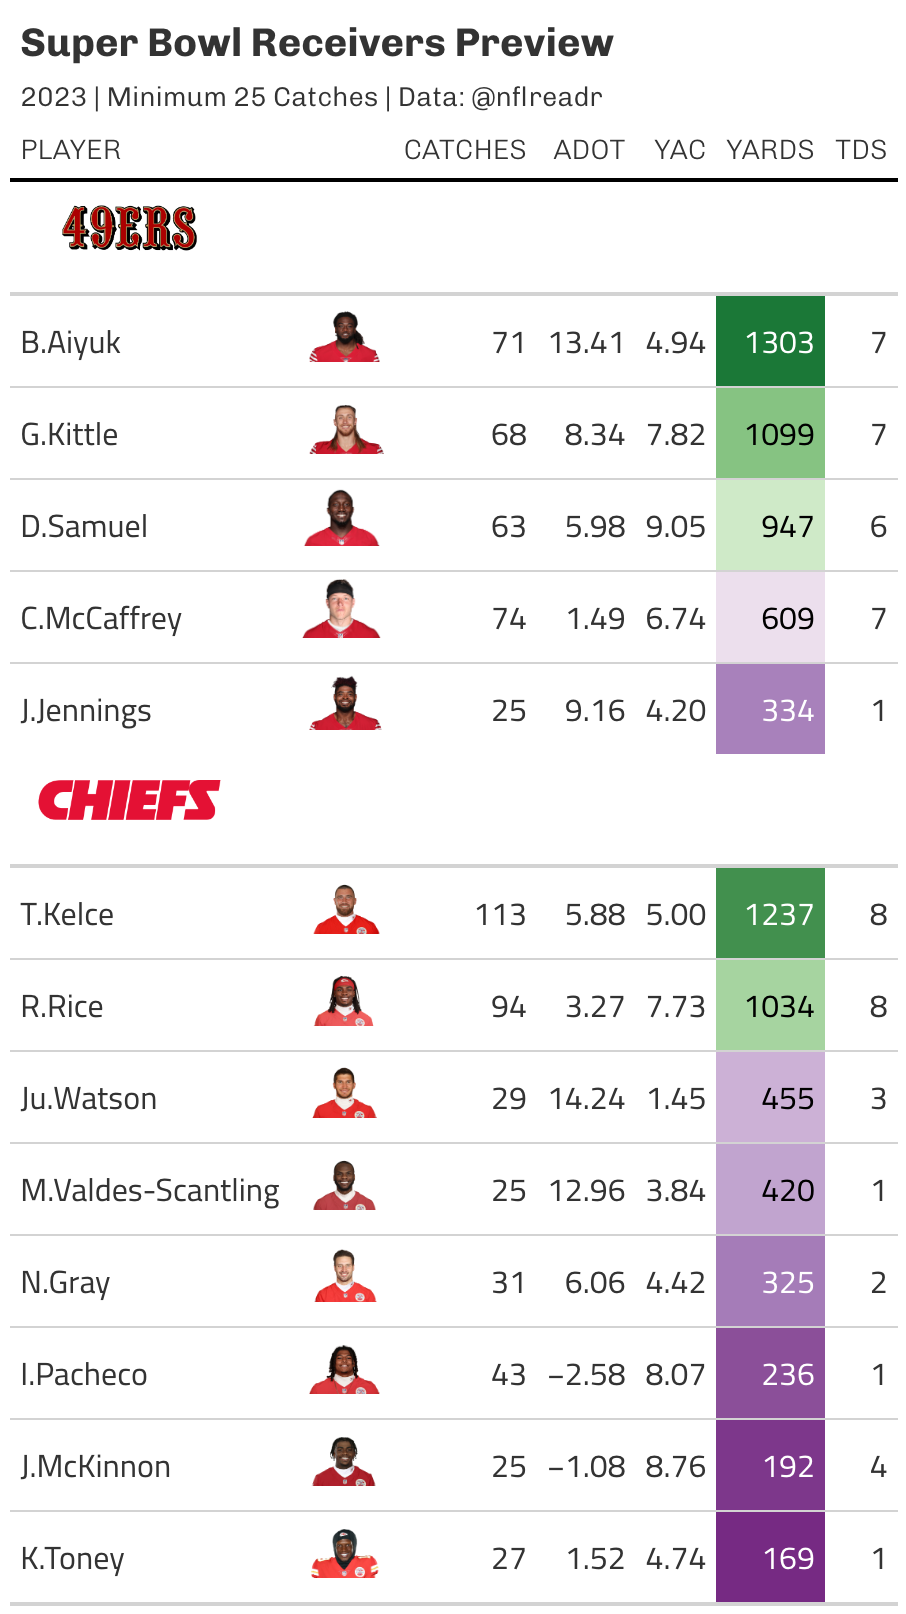 Super Bowl Receivers Preview
2023 | Minimum 25 Catches | Data: @nflreadr
PLAYER CATCHES ADOT YAC YARDS TDS
49ERS
B.Aiyuk 71 13.41 4.94 1303 7
G.Kittle 68 8.34 7.82 1099 7
D.Samuel 63 5.98 9.05 947 6
C.McCaffrey 74 1.49 6.74 609 7
J.Jennings 25 9.16 4.20 334 1
CHIEFS
T.Kelce 113 5.88 5.00 1237 8
R.Rice 94 3.27 7.73 1034 8
Ju.Watson 29 14.24 1.45 455 3
M.Valdes-Scantling 25 12.96 3.84 420 1
N.Gray 31 6.06 4.42 325 2
I.Pacheco 43 −2.58 8.07 236 1
J.McKinnon 25 −1.08 8.76 192 4
K.Toney 27 1.52 4.74 169 1